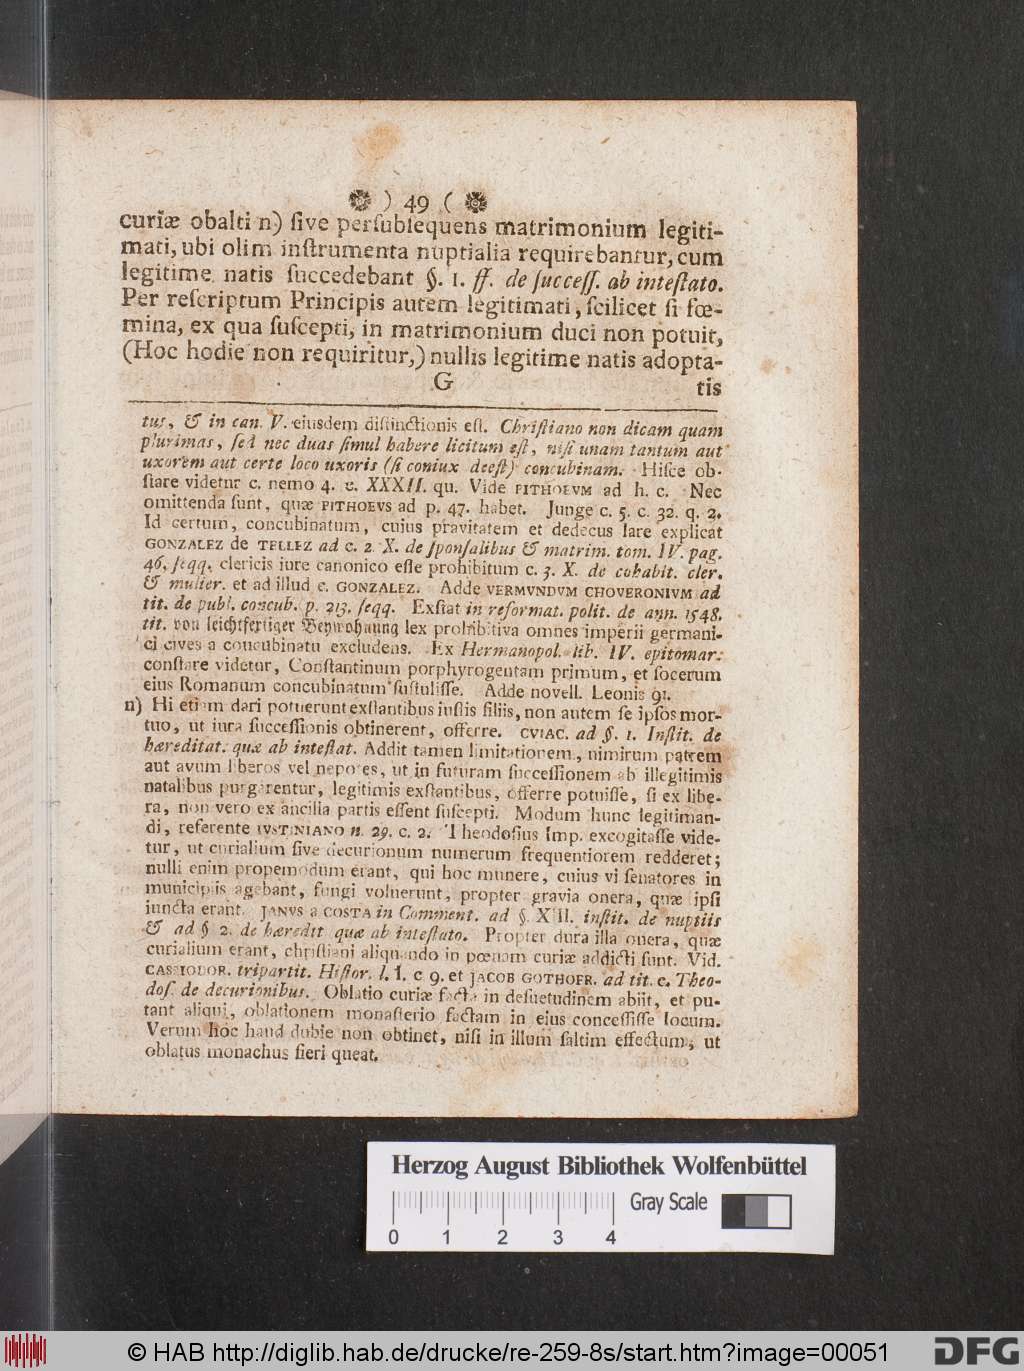 ❁ ) 49 ( ❁
curiæ obalti n) ſive perſubſequens matrimonium legiti-
mati, ubi olim inſtrumenta nuptialia requirebantur, cum
legitime natis ſuccedebant §. 1. ff. de ſucceſſ. ab inteſtato.
Per reſcriptum Principis autem legitimati, ſcilicet ſi fœ-
mina, ex qua ſuſcepti, in matrimonium duci non potuit,
(Hoc hodie non requiritur,) nullis legitime natis adopta-
G tis
tus, & in can. V. eiusdem diſtinctionis eſt. Chriſtiano non dicam quam
plurimas, ſed nec duas ſimul habere licitum eſt, niſi unam tantum aut
uxorem aut certe loco uxoris (ſi coniux deeſt) concubinam. Hiſce ob-
ſtare videtur c. nemo 4. c. XXXII. qu. Vide PITHOEVM ad h. c. Nec
omittenda ſunt, quæ PITHOEVS ad p. 47. habet. Junge c. 5. c. 32. q. 2.
Id certum, concubinatum, cuius pravitatem et dedecus lare explicat
GONZALEZ de TELLEZ ad c. 2. X. de ſponſalibus & matrim. tom. IV. pag.
46. ſeqq. clericis iure canonico eſſe prohibitum c. 3. X. de cohabit. cler.
& mulier. et ad illud c. GONZALEZ. Adde VERMVNDVM CHOVERONIVM ad
tit. de publ. concub. p. 213. ſeqq. Exſtat in reformat. polit. de ann. 1548.
tit. von leichtfertiger Beywohnung lex prohibitiva omnes imperii germani-
ci cives a concubinatu excludens. Ex Hermanopol. lib. IV. epitomar.
conſtare videtur, Conſtantinum porphyrogentam primum, et ſocerum
eius Romanum concubinatum ſuſtuliſſe. Adde novell. Leonis 91.
n) Hi etiam dari potuerunt exſtantibus iuſtis filiis, non autem ſe ipſos mor-
tuo, ut iura ſucceſſionis obtinerent, offerre. CVIAC. ad §. 1. Inſtit. de
hæreditat. quæ ab inteſtat. Addit tamen limitationem, nimirum patrem
aut avum liberos vel nepotes, ut in futuram ſucceſſionem ab illegitimis
natalibus purgarentur, legitimis exſtantibus, offerre potuiſſe, ſi ex libe-
ra, non vero ex ancilia partis eſſent ſuſcepti. Modum hunc legitiman-
di, referente IVSTINIANO n. 29. c. 2. Theodoſius Imp. excogitaſſe vide-
tur, ut curialium ſive decurionum numerum frequentiorem redderet;
nulli enim propemodum erant, qui hoc munere, cuius vi ſenatores in
municipiis agebant, fungi voluerunt, propter gravia onera, quæ ipſi
iuncta erant. JANVS a COSTA in Comment. ad §. XIII. inſtit. de nuptiis
& ad § 2. de hæredit quæ ab inteſtato. Propter dura illa onera, quæ
curialium erant, chriſtiani aliquando in pœnam curiæ addicti ſunt. Vid.
CASSIODOR. tripartit. Hiſtor. l. 1. c 9. et JACOB GOTHOFR. ad tit. c. Theo-
doſ. de decurionibus. Oblatio curiæ facta in deſuetudinem abiit, et pu-
tant aliqui, oblationem monaſterio factam in eius conceſſiſſe locum.
Verum hoc haud dubie non obtinet, niſi in illum ſaltim effectum, ut
oblatus monachus fieri queat.
Herzog August Bibliothek Wolfenbüttel
Gray Scale
0 1 2 3 4
© HAB http://diglib.hab.de/drucke/re-259-8s/start.htm?image=00051
DFG